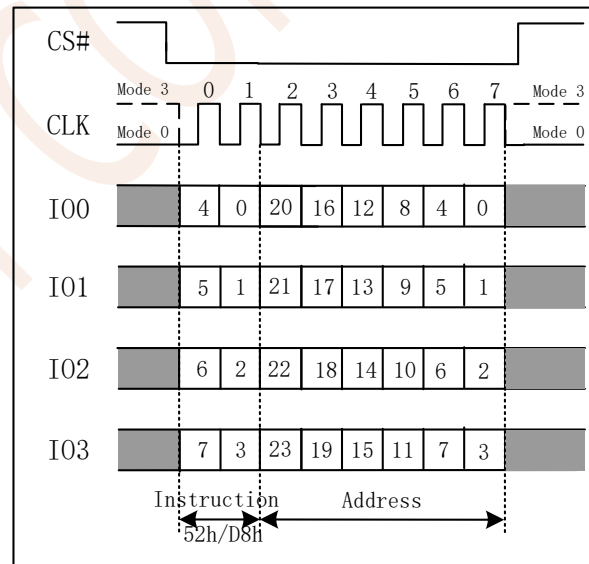 CS#
Mode 3 0 1 2 3 4 5 6 7 Mode 3
CLK
Mode 0 Mode 0
IO0 4 0 20 16 12 8 4 0
IO1 5 1 21 17 13 9 5 1
IO2 6 2 22 18 14 10 6 2
IO3 7 3 23 19 15 11 7 3
Instruction Address
52h/D8h